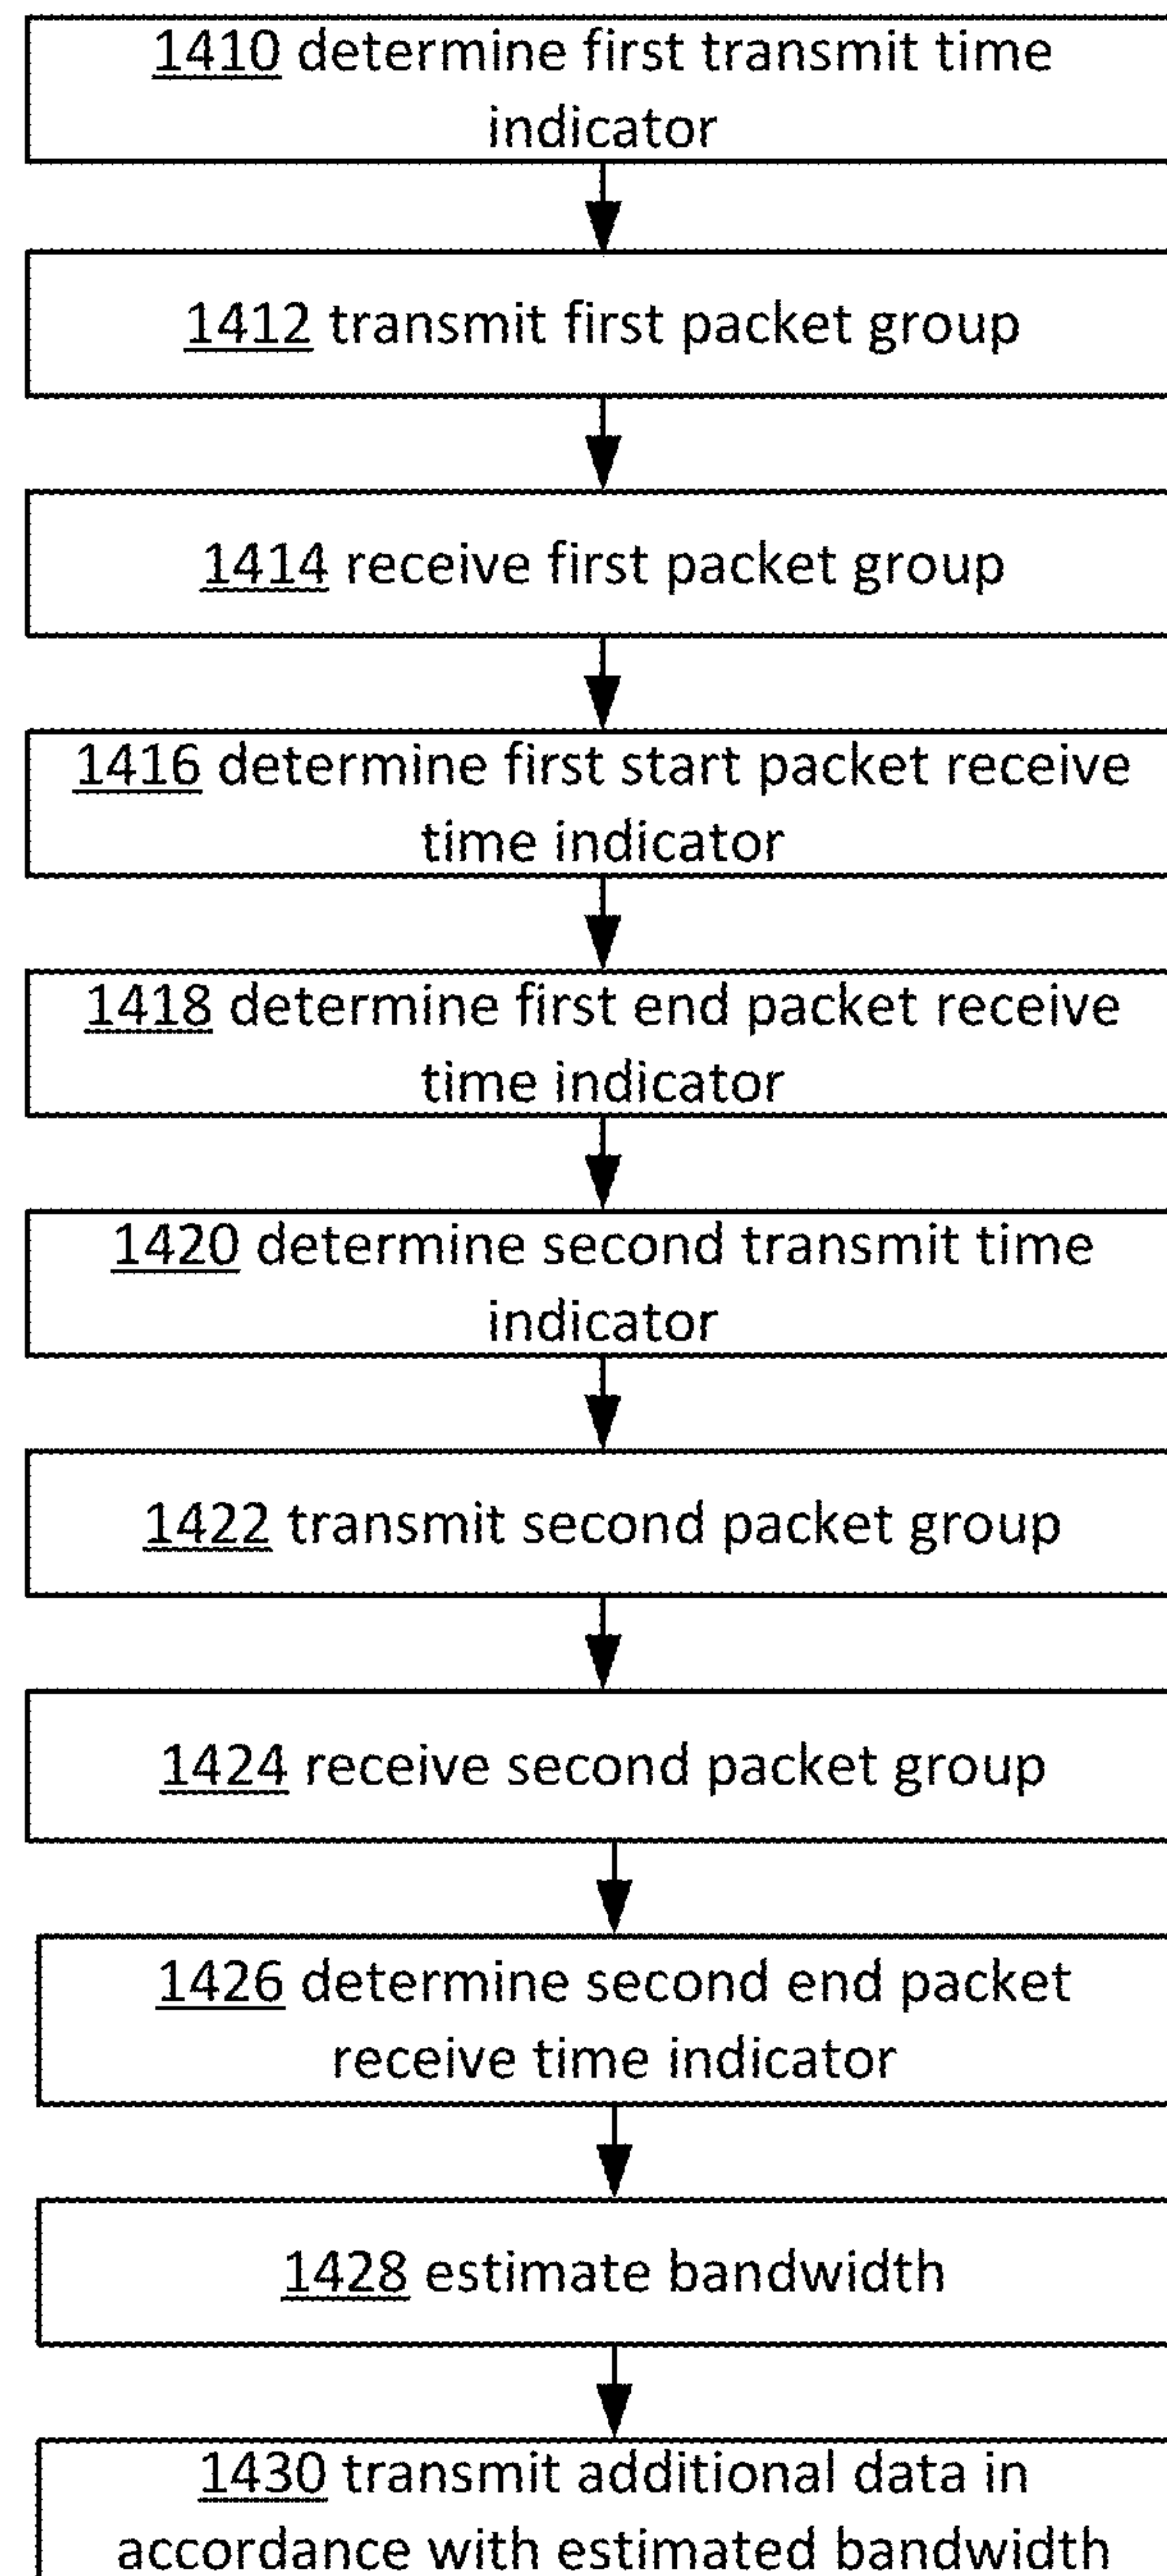 1410 determine first transmit time
indicator
1412 transmit first packet group
1414 receive first packet group
1416 determine first start packet receive
time indicator
1418 determine first end packet receive
time indicator
1420 determine second transmit time
indicator
1422 transmit second packet group
1424 receive second packet group
1426 determine second end packet
receive time indicator
1428 estimate bandwidth
1430 transmit additional data in
accordance with estimated bandwidth